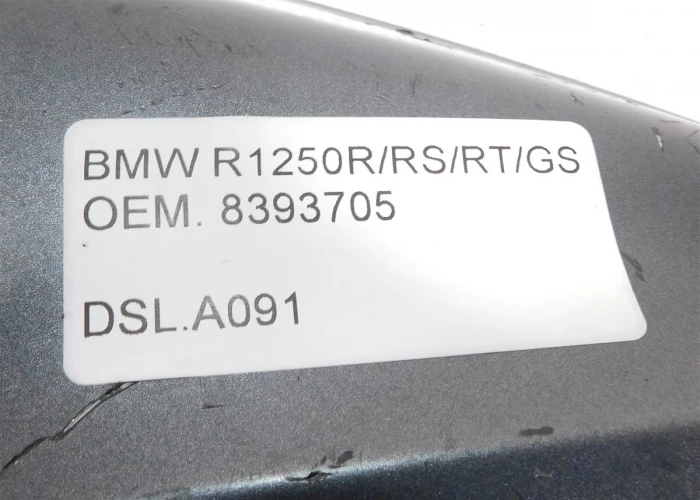 BMW R1250R/RS/RT/GS
OEM. 8393705
DSL.A091